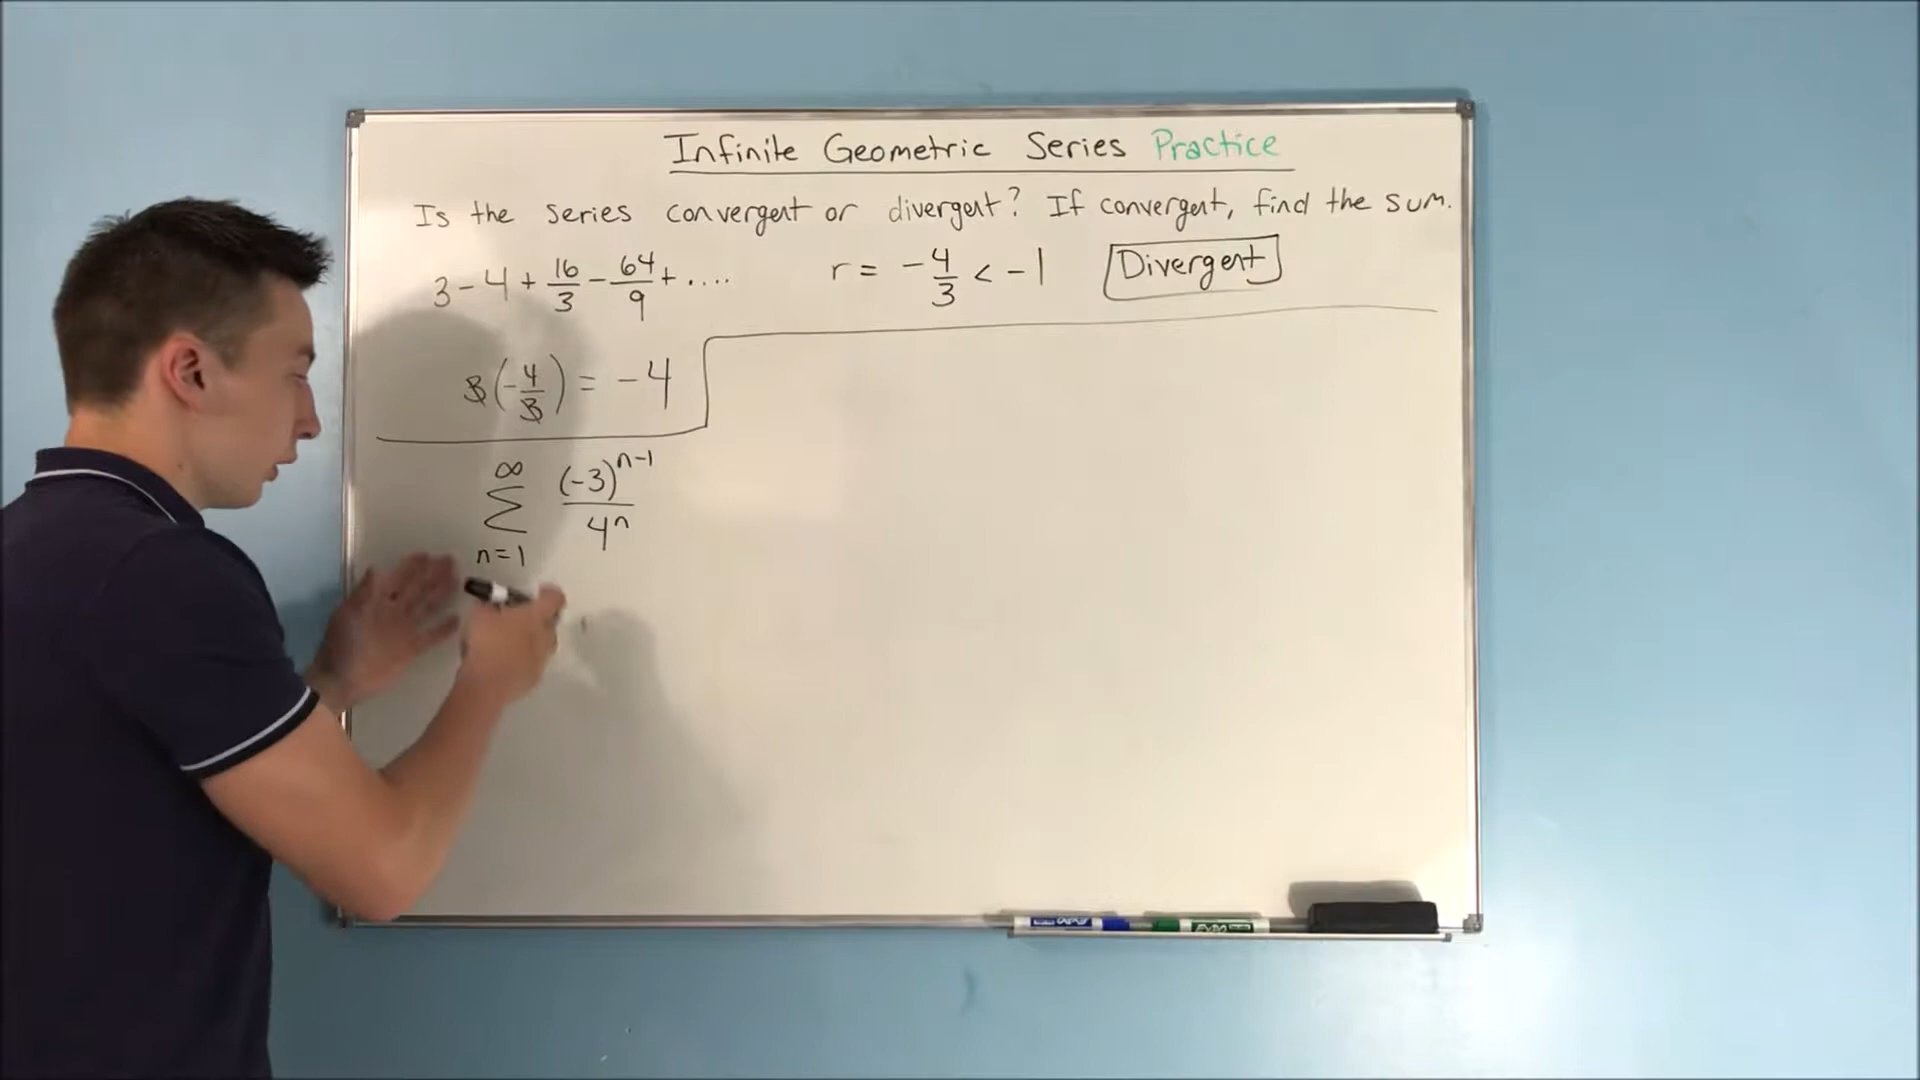 Infinite Geometric Series Practice
Is the series convergent or divergent? If convergent, find the sum.
3 - 4 + 16/3 - 64/9 + .... r = -4/3 < -1 Divergent
3(-4/3) = -4
∞
Σ (-3)^(n-1) / 4^n
n=1
EXPO